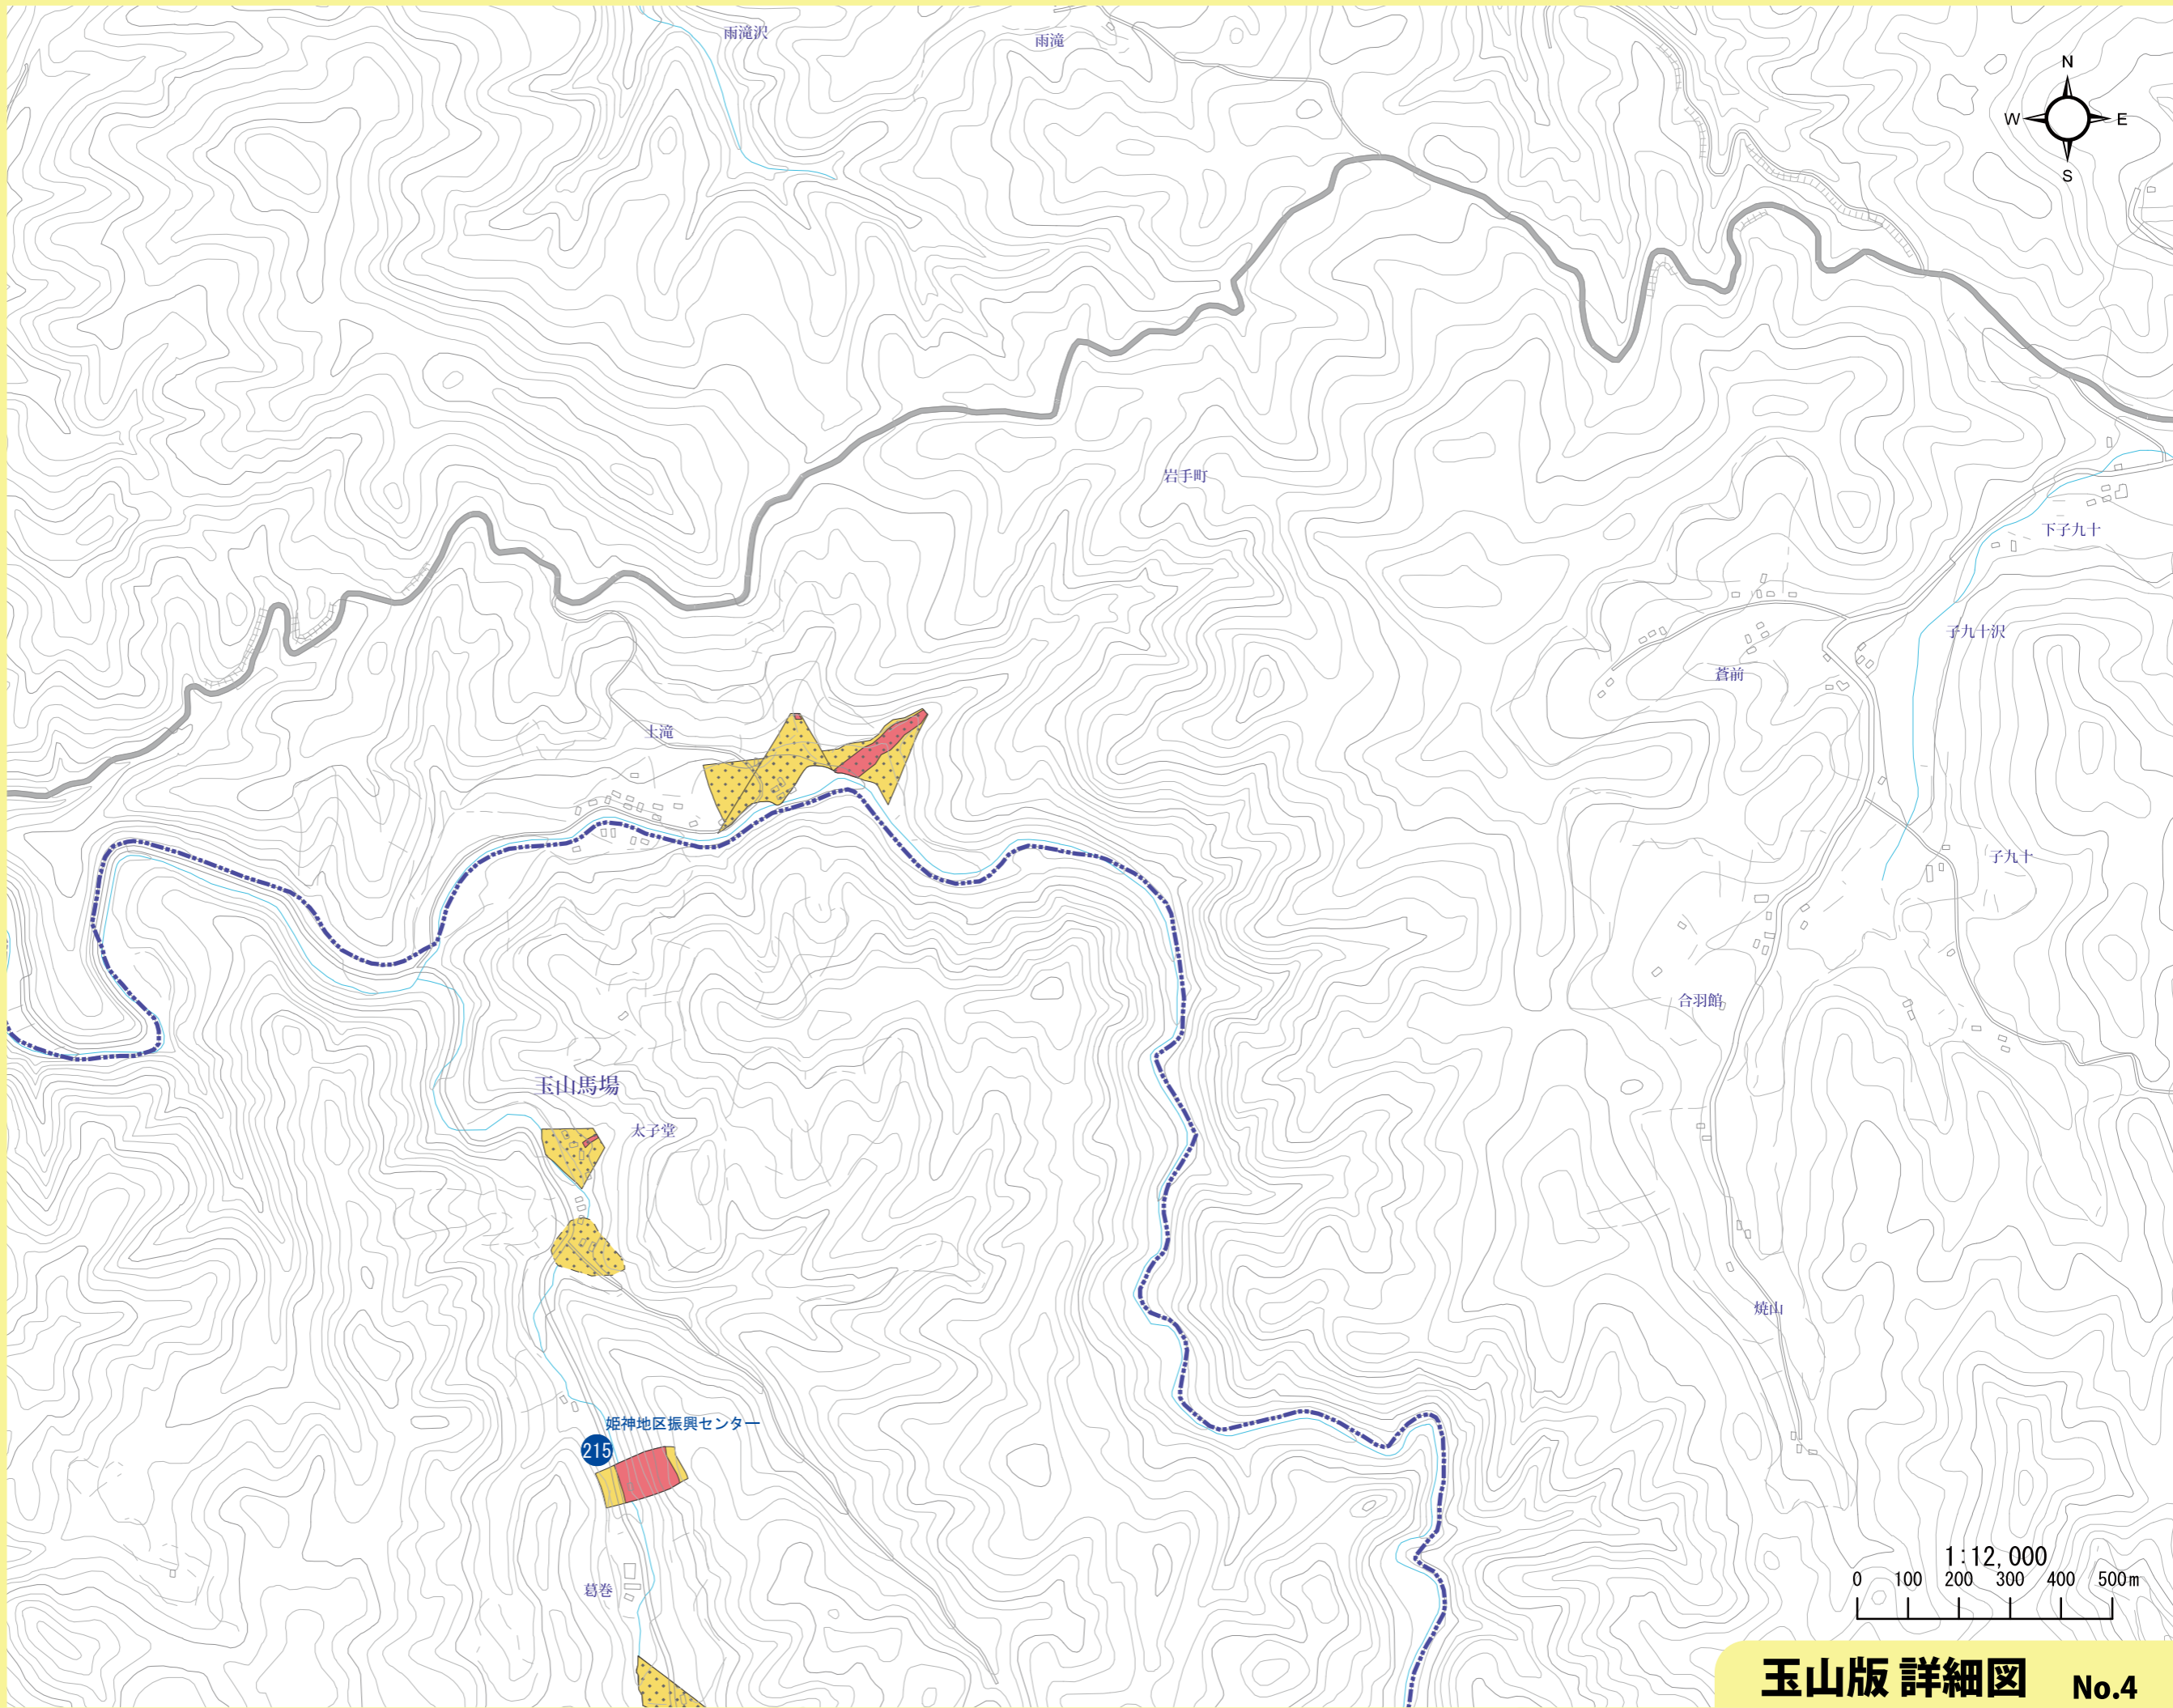 雨滝沢
雨滝
N
W E
S
岩手町
下子九十
子九十沢
蒼前
上滝
子九十
合羽館
玉山馬場
太子堂
焼山
姫神地区振興センター
215
葛巻
1:12,000
0 100 200 300 400 500m
玉山版 詳細図 No.4